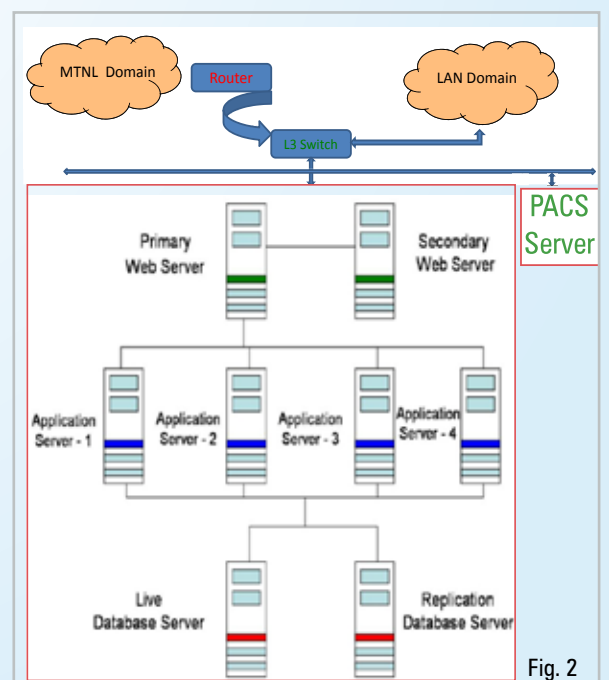 MTNL Domain
Router
LAN Domain
L3 Switch
PACS
Server
Primary
Web Server
Secondary
Web Server
Application
Server - 1
Application
Server - 2
Application
Server - 3
Application
Server - 4
Live
Database Server
Replication
Database Server
Fig. 2